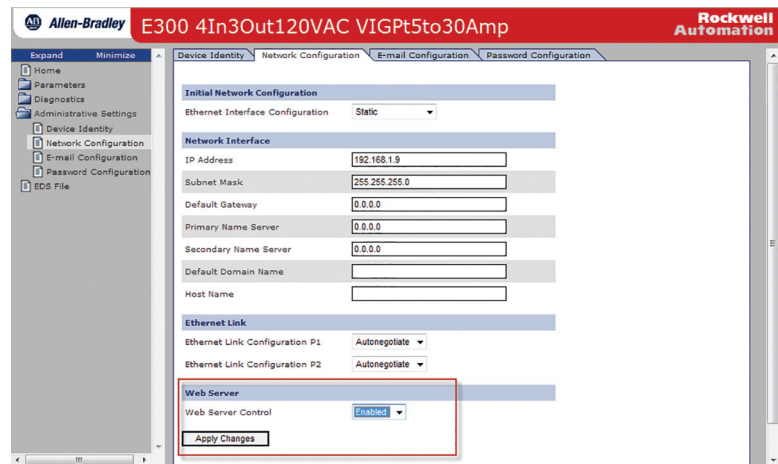 AB Allen-Bradley
E300 4In3Out120VAC VIGPt5to30Amp
Rockwell
Automation
Expand Minimize
Home
Parameters
Diagnostics
Administrative Settings
Device Identity
Network Configuration
E-mail Configuration
Password Configuration
EDS File
Device Identity Network Configuration E-mail Configuration Password Configuration
Initial Network Configuration
Ethernet Interface Configuration Static
Network Interface
IP Address 192.168.1.9
Subnet Mask 255.255.255.0
Default Gateway 0.0.0.0
Primary Name Server 0.0.0.0
Secondary Name Server 0.0.0.0
Default Domain Name
Host Name
Ethernet Link
Ethernet Link Configuration P1 Autonegotiate
Ethernet Link Configuration P2 Autonegotiate
Web Server
Web Server Control Enabled
Apply Changes